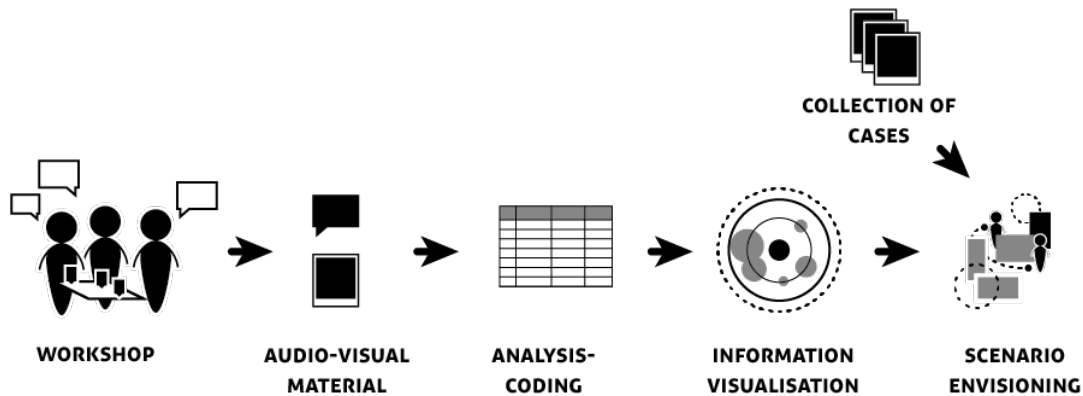 COLLECTION OF
CASES
WORKSHOP
AUDIO-VISUAL
MATERIAL
ANALYSIS-
CODING
INFORMATION
VISUALISATION
SCENARIO
ENVISIONING